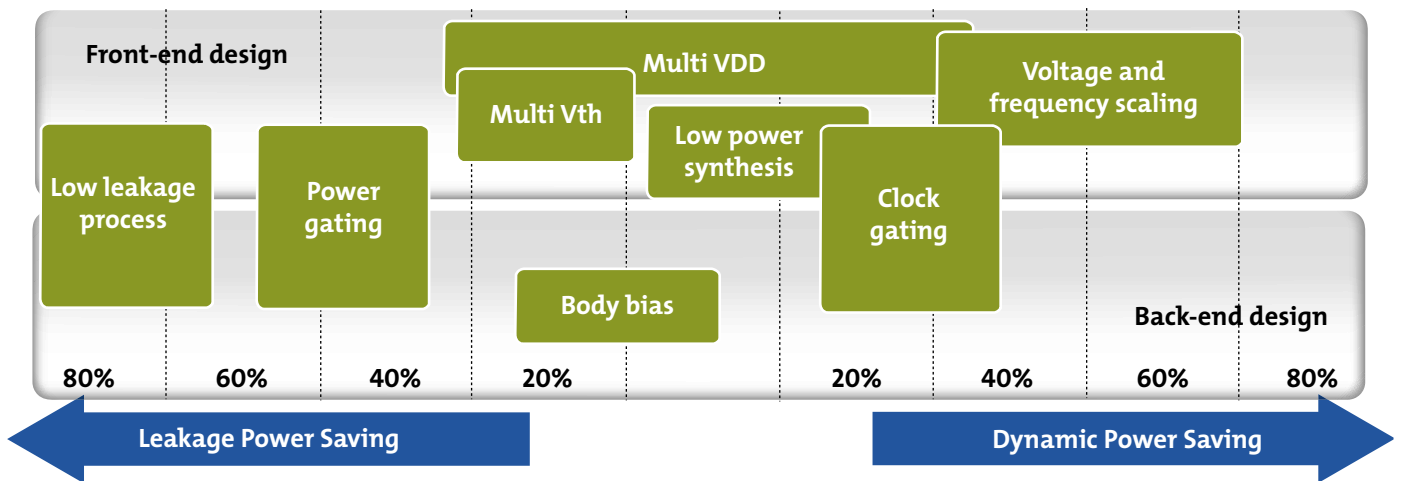 Front-end design
Multi VDD
Voltage and
frequency scaling
Multi Vth
Low power
synthesis
Low leakage
process
Power
gating
Clock
gating
Body bias
Back-end design
80% 60% 40% 20% 20% 40% 60% 80%
Leakage Power Saving
Dynamic Power Saving